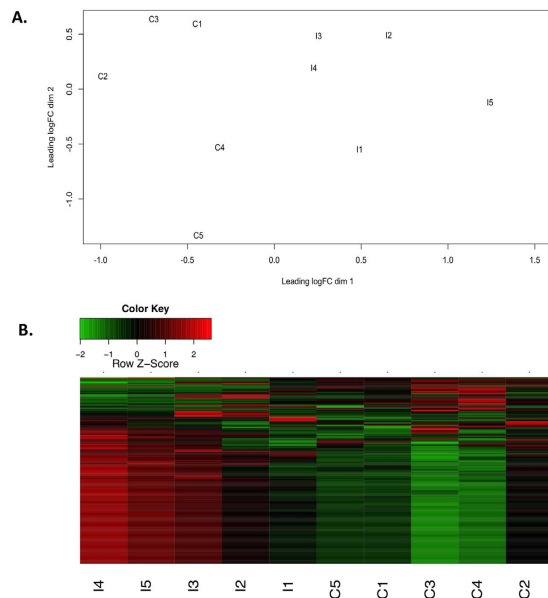 A.
C3
C1
I3
I2
C2
I4
I5
C4
I1
C5
0.5
0.0
-0.5
-1.0
Leading logFC dim 2
-1.0 -0.5 0.0 0.5 1.0 1.5
Leading logFC dim 1
B.
Color Key
-2 -1 0 1 2
Row Z-Score
I4 I5 I3 I2 I1 C5 C1 C3 C4 C2